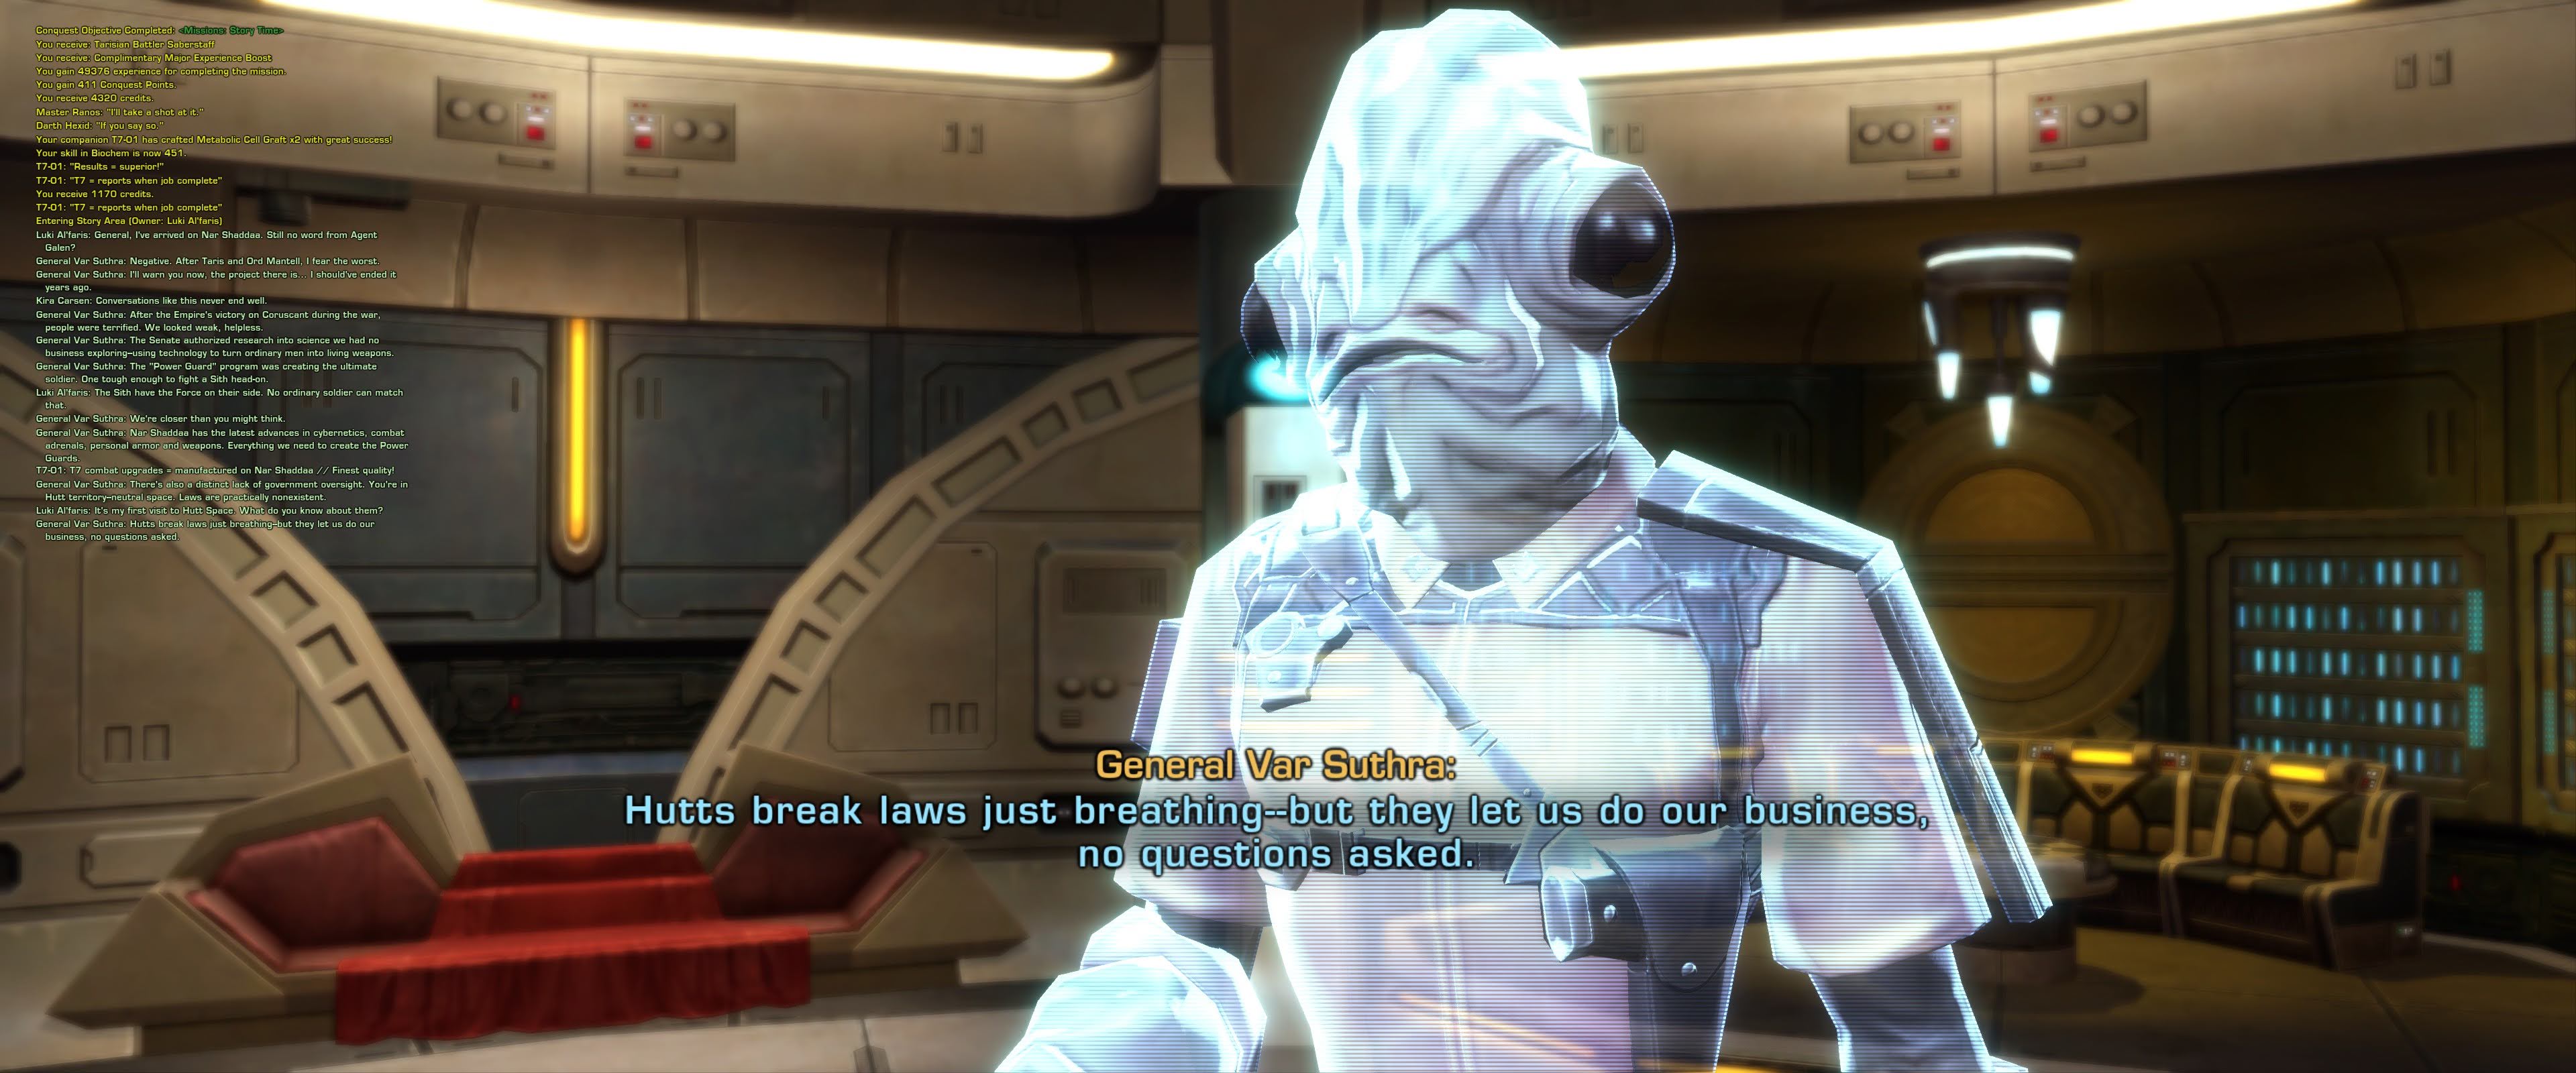 Conquest Objective Completed: <Missions: Story Time>
You receive: Tarisian Battler Saberstaff
You receive: Complimentary Major Experience Boost
You gain 49376 experience for completing the mission.
You gain 411 Conquest Points.
You receive 4320 credits.
Master Ranos: "I'll take a shot at it."
Darth Hexid: "If you say so."
Your companion T7-01 has crafted Metabolic Cell Graft x2 with great success!
Your skill in Biochem is now 451.
T7-01: "Results = superior!"
T7-01: "T7 = reports when job complete"
You receive 1170 credits.
T7-01: "T7 = reports when job complete"
Entering Story Area (Owner: Luki Al'faris)
Luki Al'faris: General, I've arrived on Nar Shaddaa. Still no word from Agent
Galen?
General Var Suthra: Negative. After Taris and Ord Mantell, I fear the worst.
General Var Suthra: I'll warn you now, the project there is... I should've ended it
years ago.
Kira Carsen: Conversations like this never end well.
General Var Suthra: After the Empire's victory on Coruscant during the war,
people were terrified. We looked weak, helpless.
General Var Suthra: The Senate authorized research into science we had no
business exploring--using technology to turn ordinary men into living weapons.
General Var Suthra: The "Power Guard" program was creating the ultimate
soldier. One tough enough to fight a Sith head-on.
Luki Al'faris: The Sith have the Force on their side. No ordinary soldier can match
that.
General Var Suthra: We're closer than you might think.
General Var Suthra: Nar Shaddaa has the latest advances in cybernetics, combat
adrenals, personal armor and weapons. Everything we need to create the Power
Guards.
T7-01: T7 combat upgrades = manufactured on Nar Shaddaa // Finest quality!
General Var Suthra: There's also a distinct lack of government oversight. You're in
Hutt territory--neutral space. Laws are practically nonexistent.
Luki Al'faris: It's my first visit to Hutt Space. What do you know about them?
General Var Suthra: Hutts break laws just breathing--but they let us do our
business, no questions asked.
General Var Suthra:
Hutts break laws just breathing--but they let us do our business,
no questions asked.